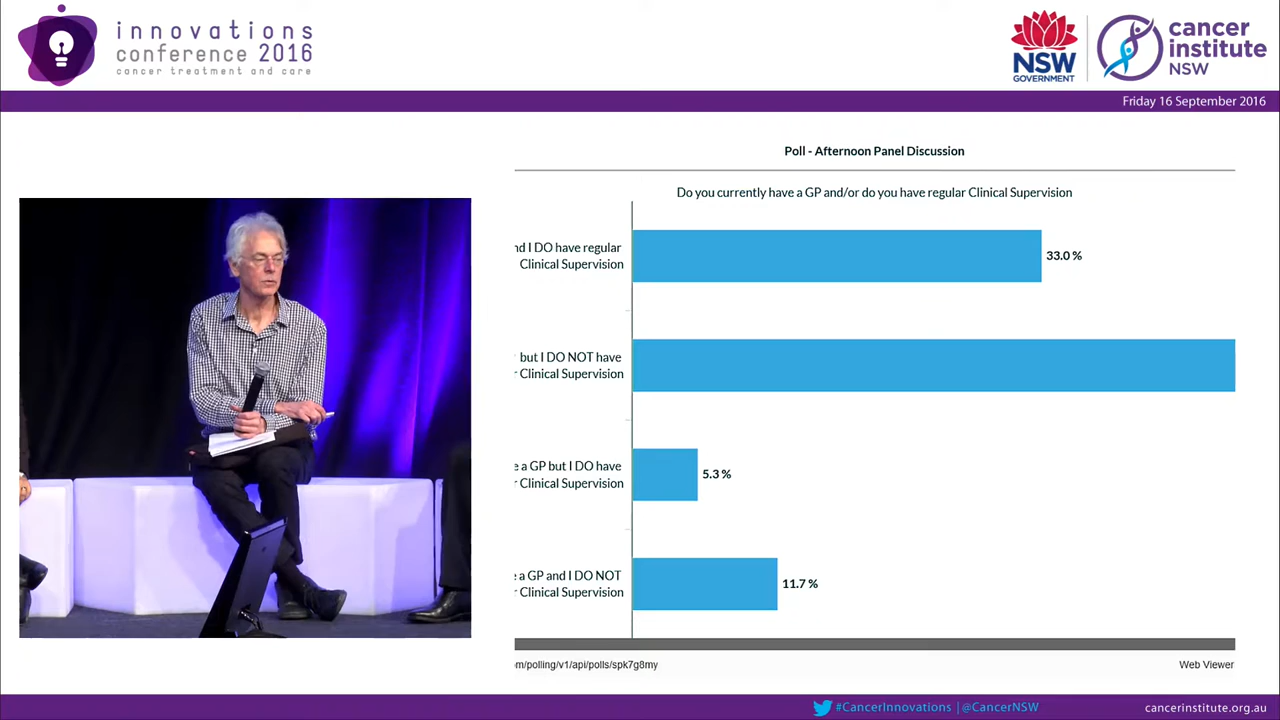 innovations
conference 2016
cancer treatment and care
NSW
GOVERNMENT
cancer
institute
NSW
Friday 16 September 2016
Poll - Afternoon Panel Discussion
Do you currently have a GP and/or do you have regular Clinical Supervision
I DO have regular
Clinical Supervision
33.0 %
but I DO NOT have
Clinical Supervision
a GP but I DO have
Clinical Supervision
5.3 %
a GP and I DO NOT
Clinical Supervision
11.7 %
m/polling/v1/api/polls/spk7g8my
Web Viewer
#CancerInnovations | @CancerNSW
cancerinstitute.org.au